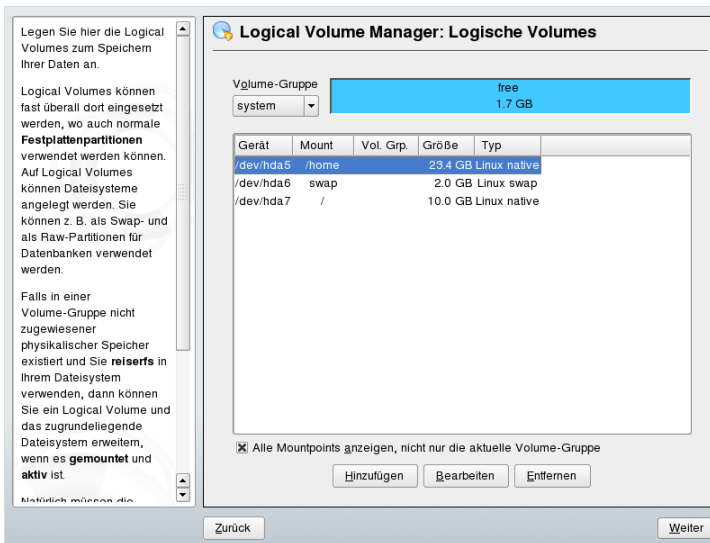 Legen Sie hier die Logical
Volumes zum Speichern
Ihrer Daten an.
Logical Volumes können
fast überall dort eingesetzt
werden, wo auch normale
Festplattenpartitionen
verwendet werden können.
Auf Logical Volumes
können Dateisysteme
angelegt werden. Sie
können z. B. als Swap- und
als Raw-Partitionen für
Datenbanken verwendet
werden.
Falls in einer
Volume-Gruppe nicht
zugewiesener
physikalischer Speicher
existiert und Sie reiserfs in
Ihrem Dateisystem
verwenden, dann können
Sie ein Logical Volume und
das zugrundeliegende
Dateisystem erweitern,
wenn es gemountet und
aktiv ist.
Natürlich müssen die
Logical Volume Manager: Logische Volumes
Volume-Gruppe
system
free
1.7 GB
Gerät Mount Vol. Grp. Größe Typ
/dev/hda5 /home 23.4 GB Linux native
/dev/hda6 swap 2.0 GB Linux swap
/dev/hda7 / 10.0 GB Linux native
Alle Mountpoints anzeigen, nicht nur die aktuelle Volume-Gruppe
Hinzufügen Bearbeiten Entfernen
Zurück Weiter